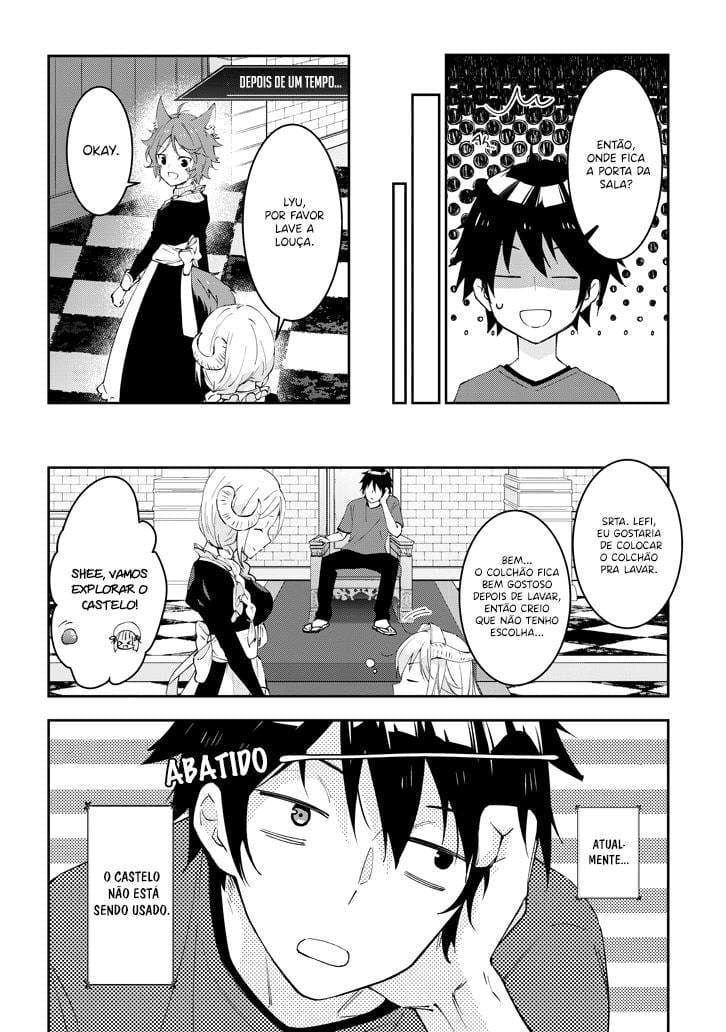 ENTÃO,
ONDE FICA
A PORTA DA
SALA?
DEPOIS DE UM TEMPO...
LYU,
POR FAVOR
LAVE A
LOUÇA.
OKAY.
SRTA. LEFI,
EU GOSTARIA
DE COLOCAR
O COLCHÃO
PRA LAVAR.
BEM...
O COLCHÃO FICA
BEM GOSTOSO
DEPOIS DE LAVAR,
ENTÃO CREIO
QUE NÃO TENHO
ESCOLHA...
SHEE, VAMOS
EXPLORAR O
CASTELO!
ABATIDO
ATUAL-
MENTE...
O CASTELO
NÃO ESTÁ
SENDO USADO.